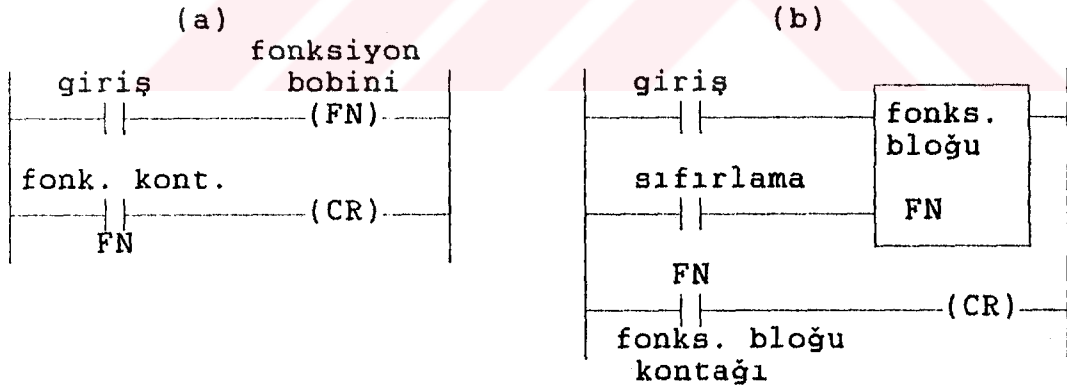 (a)
fonksiyon
giriş bobini
(FN)
fonk. kont.
(CR)
FN
(b)
giriş
fonks.
bloğu
sıfırlama
FN
FN
(CR)
fonks. bloğu
kontağı